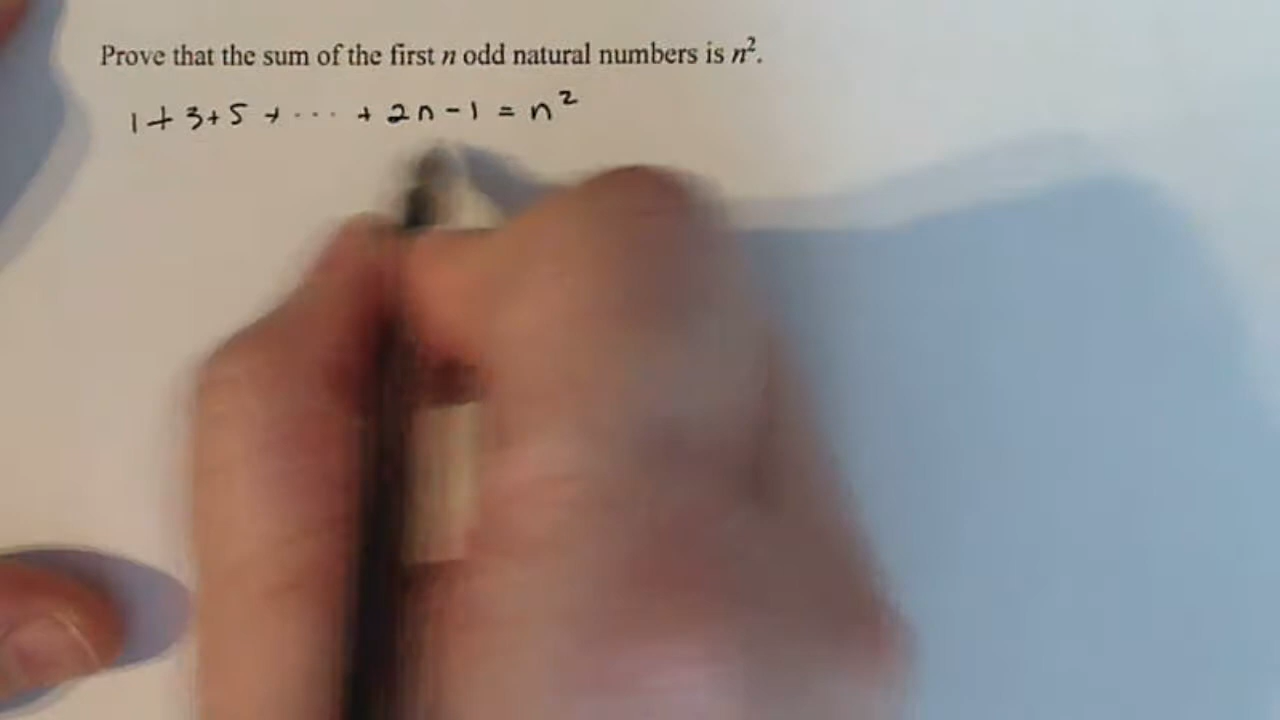 Prove that the sum of the first n odd natural numbers is n².
1 + 3 + 5 + ... + 2n - 1 = n²